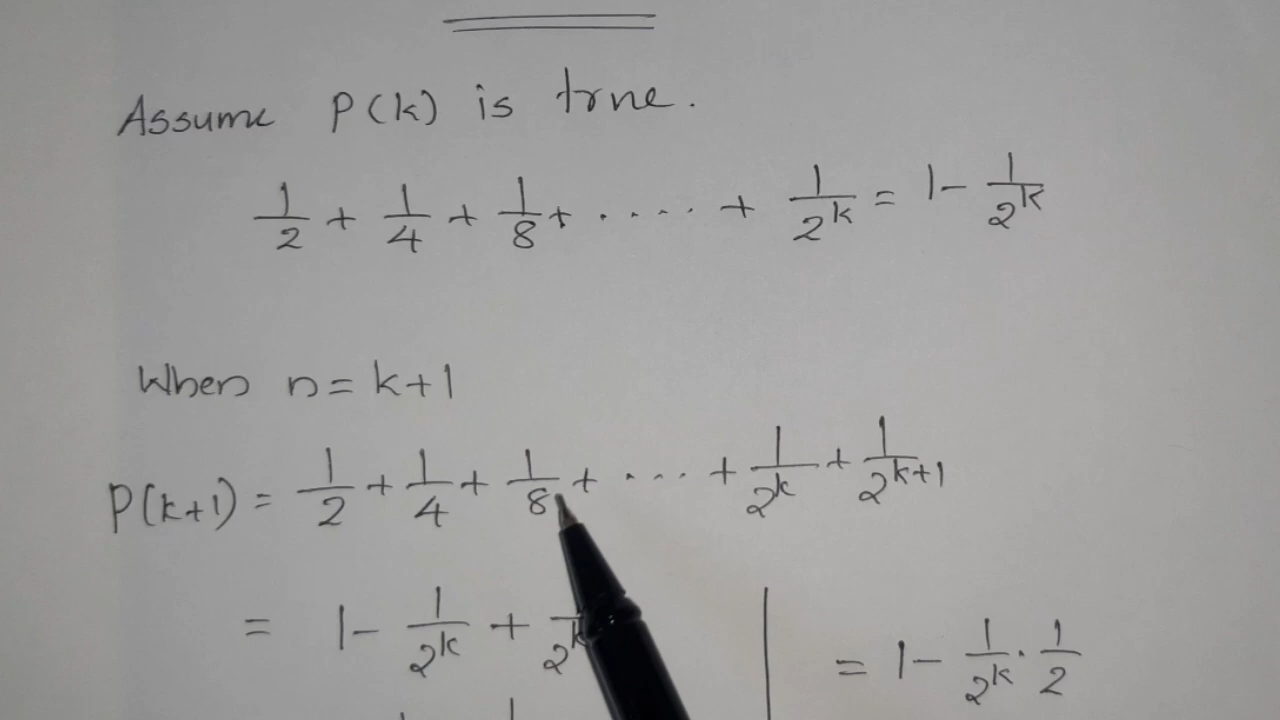 Assume P(k) is true.
1/2 + 1/4 + 1/8 + ..... + 1/2^k = 1 - 1/2^k
When n = k+1
P(k+1) = 1/2 + 1/4 + 1/8 + .... + 1/2^k + 1/2^(k+1)
= 1 - 1/2^k +
= 1 - 1/2^k · 1/2